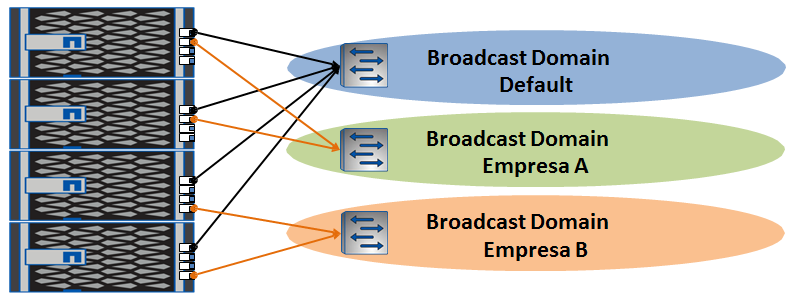 Broadcast Domain
Default
Broadcast Domain
Empresa A
Broadcast Domain
Empresa B